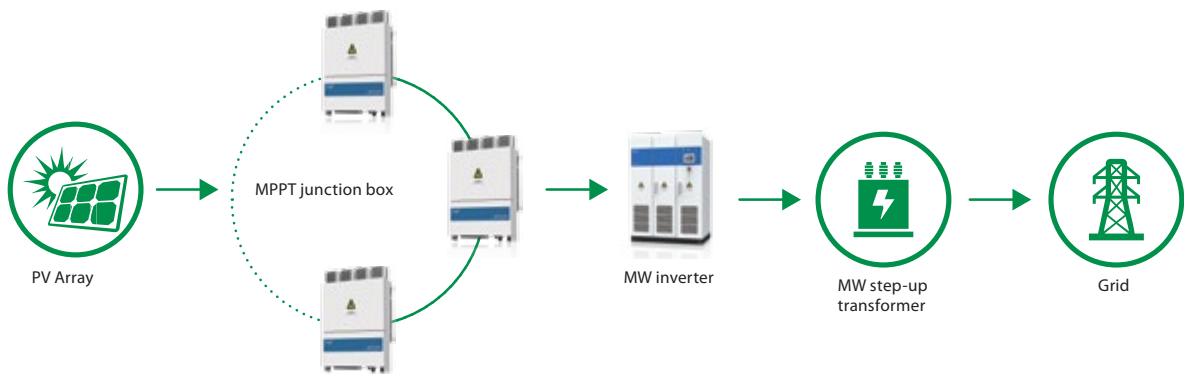 MPPT junction box
PV Array
MW inverter
MW step-up
transformer
Grid